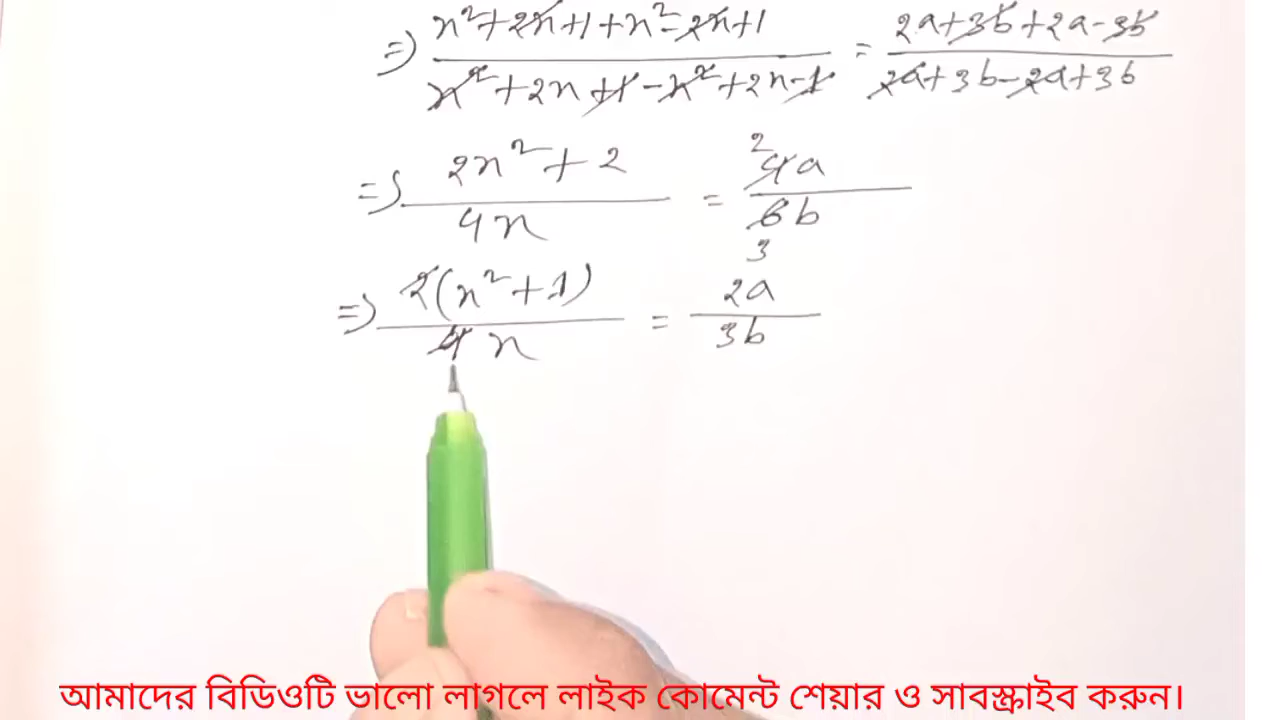 => x²+2x+1+x²-2x+1 / x²+2x+1-x²+2x-1 = 2a+3b+2a-3b / 2a+3b-2a+3b
=> 2x²+2 / 4x = 2 4a / 6b 3
=> 2(x²+1) / 4x = 2a / 3b
আমাদের বিডিওটি ভালো লাগলে লাইক কোমেন্ট শেয়ার ও সাবস্ক্রাইব করুন।